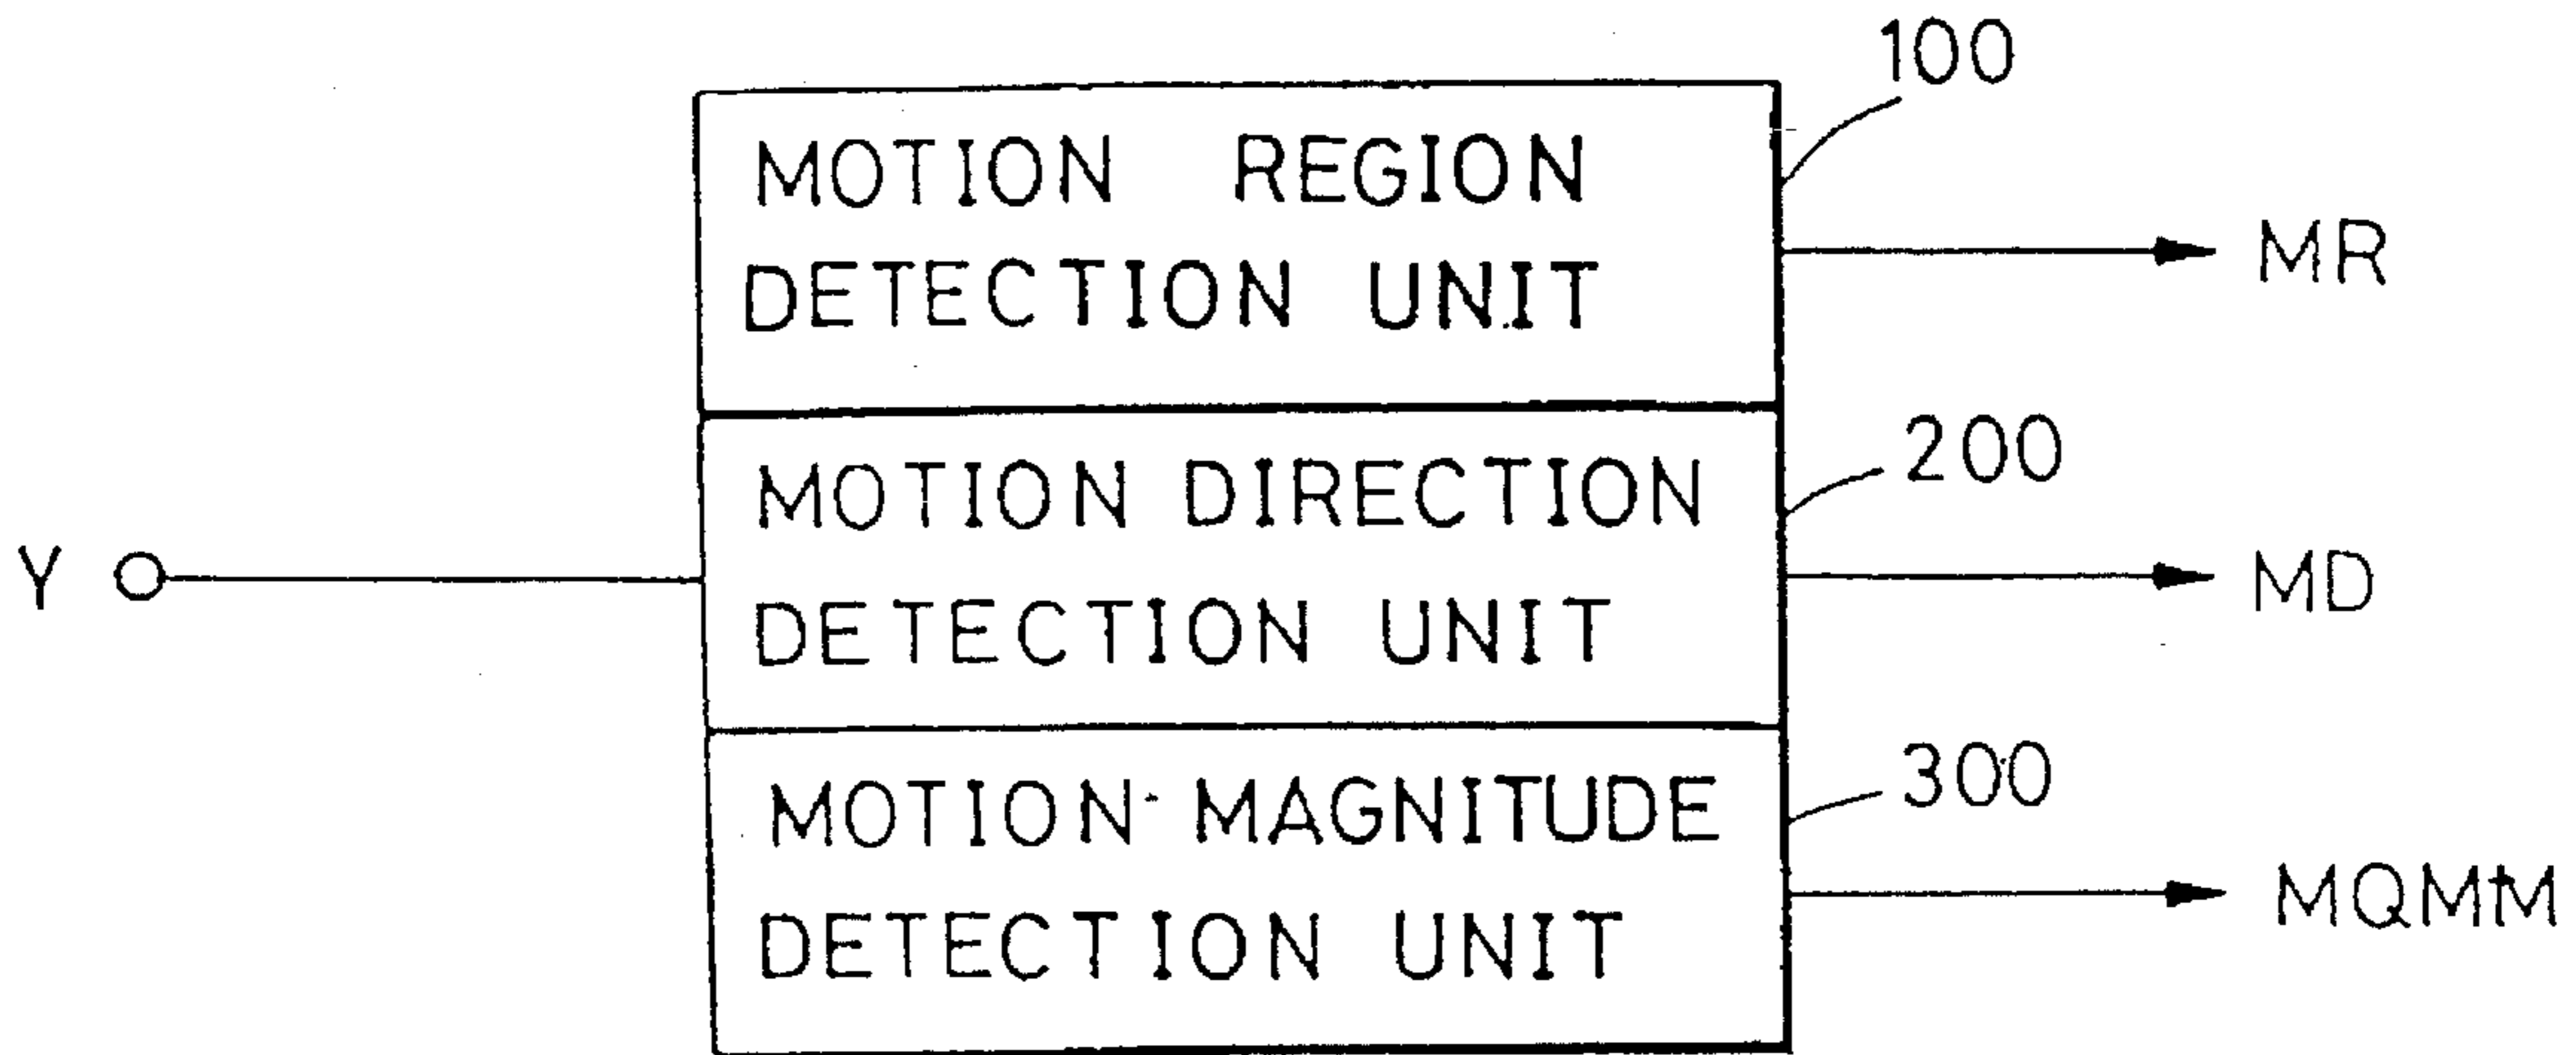 100
MOTION REGION
DETECTION UNIT
MR
200
MOTION DIRECTION
DETECTION UNIT
Y
MD
300
MOTION MAGNITUDE
DETECTION UNIT
MQMM